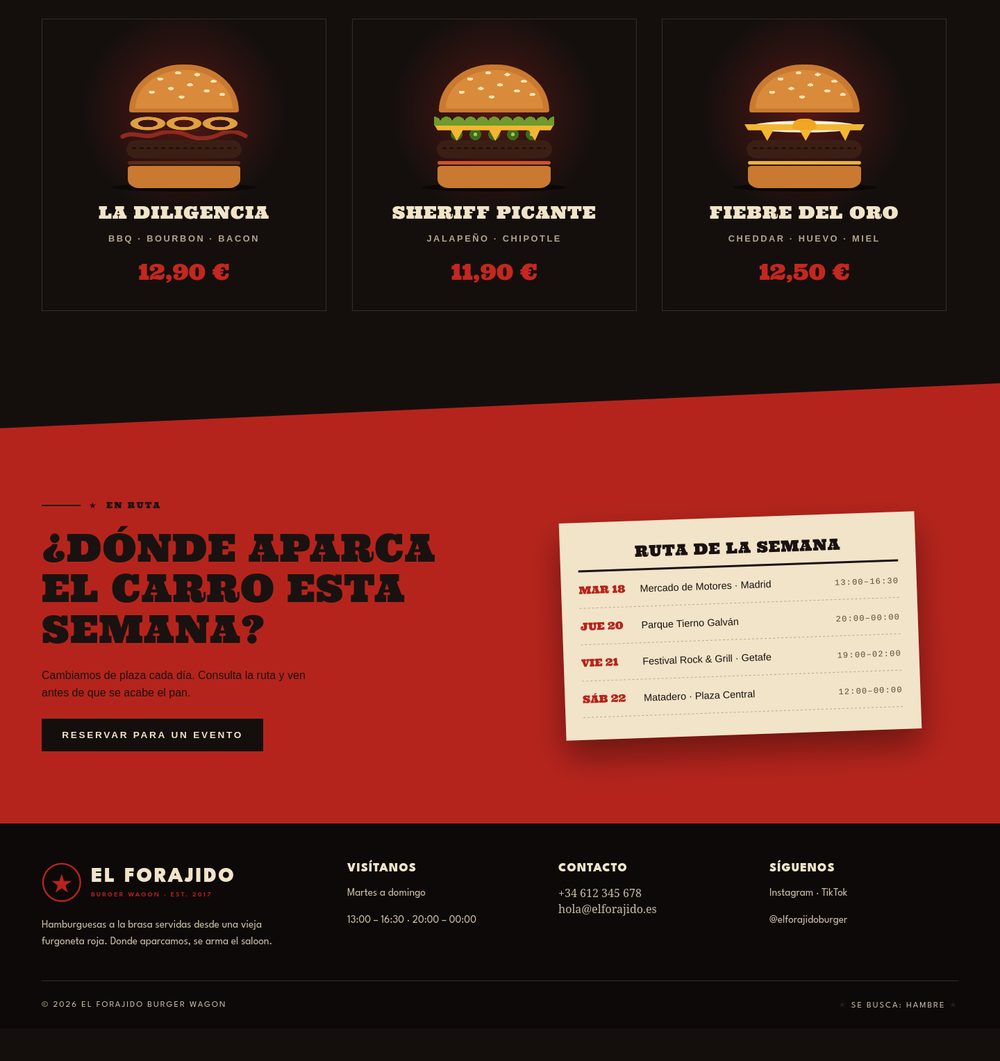 LA DILIGENCIA
BBQ · BOURBON · BACON
12,90 €
SHERIFF PICANTE
JALAPEÑO · CHIPOTLE
11,90 €
FIEBRE DEL ORO
CHEDDAR · HUEVO · MIEL
12,50 €
★ EN RUTA
¿DÓNDE APARCA
EL CARRO ESTA
SEMANA?
Cambiamos de plaza cada día. Consulta la ruta y ven
antes de que se acabe el pan.
RESERVAR PARA UN EVENTO
RUTA DE LA SEMANA
MAR 18 Mercado de Motores · Madrid 13:00–16:30
JUE 20 Parque Tierno Galván 20:00–00:00
VIE 21 Festival Rock & Grill · Getafe 19:00–02:00
SÁB 22 Matadero · Plaza Central 12:00–00:00
EL FORAJIDO
BURGER WAGON · EST. 2017
Hamburguesas a la brasa servidas desde una vieja
furgoneta roja. Donde aparcamos, se arma el saloon.
VISÍTANOS
Martes a domingo
13:00 – 16:30 · 20:00 – 00:00
CONTACTO
+34 612 345 678
hola@elforajido.es
SÍGUENOS
Instagram · TikTok
@elforajidoburger
© 2026 EL FORAJIDO BURGER WAGON
★ SE BUSCA: HAMBRE ★